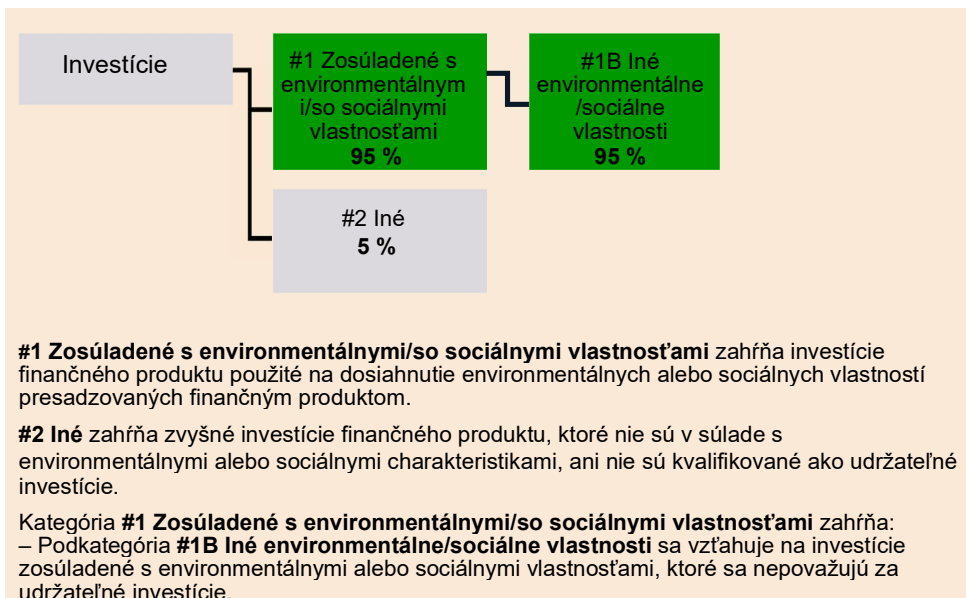 Investície
#1 Zosúladené s
environmentálnym
i/so sociálnymi
vlastnosťami
95 %
#1B Iné
environmentálne
/sociálne
vlastnosti
95 %
#2 Iné
5 %
#1 Zosúladené s environmentálnymi/so sociálnymi vlastnosťami zahŕňa investície
finančného produktu použité na dosiahnutie environmentálnych alebo sociálnych vlastností
presadzovaných finančným produktom.
#2 Iné zahŕňa zvyšné investície finančného produktu, ktoré nie sú v súlade s
environmentálnymi alebo sociálnymi charakteristikami, ani nie sú kvalifikované ako udržateľné
investície.
Kategória #1 Zosúladené s environmentálnymi/so sociálnymi vlastnosťami zahŕňa:
– Podkategória #1B Iné environmentálne/sociálne vlastnosti sa vzťahuje na investície
zosúladené s environmentálnymi alebo sociálnymi vlastnosťami, ktoré sa nepovažujú za
udržateľné investície.